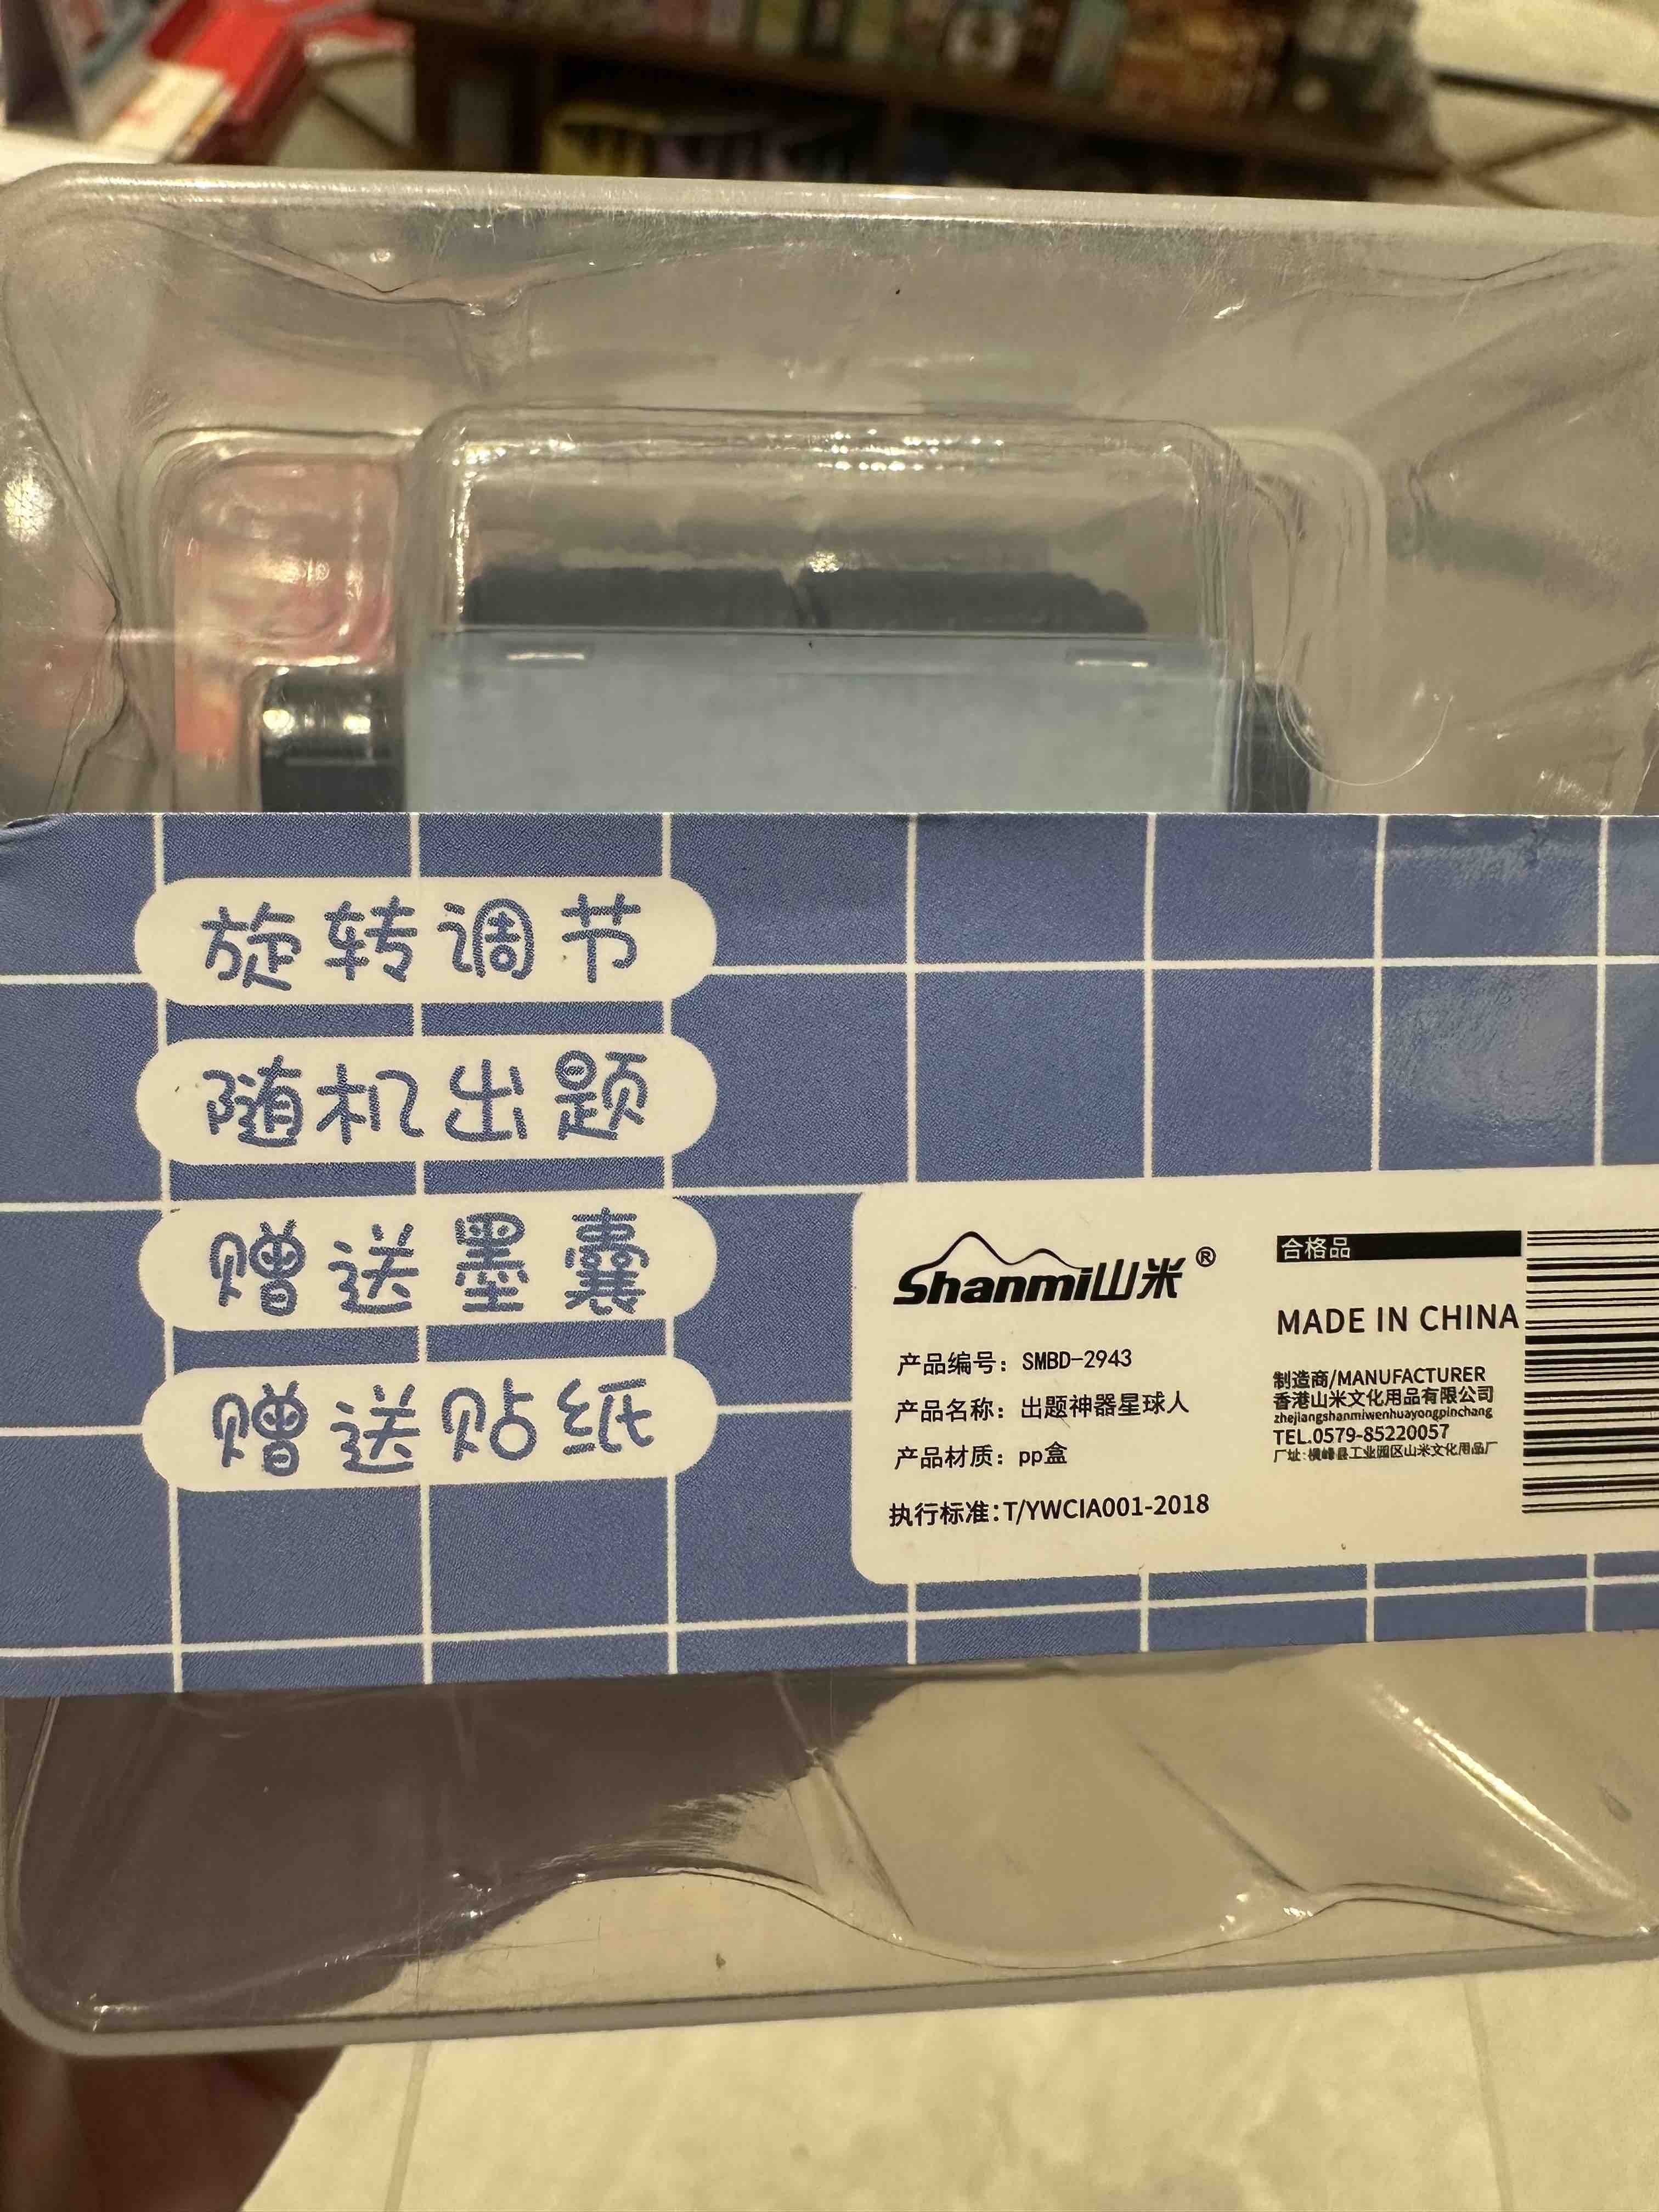 旋转调节
随机出题
赠送墨囊
赠送贴纸
Shanmi山米®
产品编号：SMBD-2943
产品名称：出题神器星球人
产品材质：pp盒
执行标准：T/YWCIA001-2018
合格品
MADE IN CHINA
制造商/MANUFACTURER
香港山米文化用品有限公司
zhejiangshanmiwenhuayongpinchang
TEL.0579-85220057
厂址：横峰县工业园区山米文化用品厂